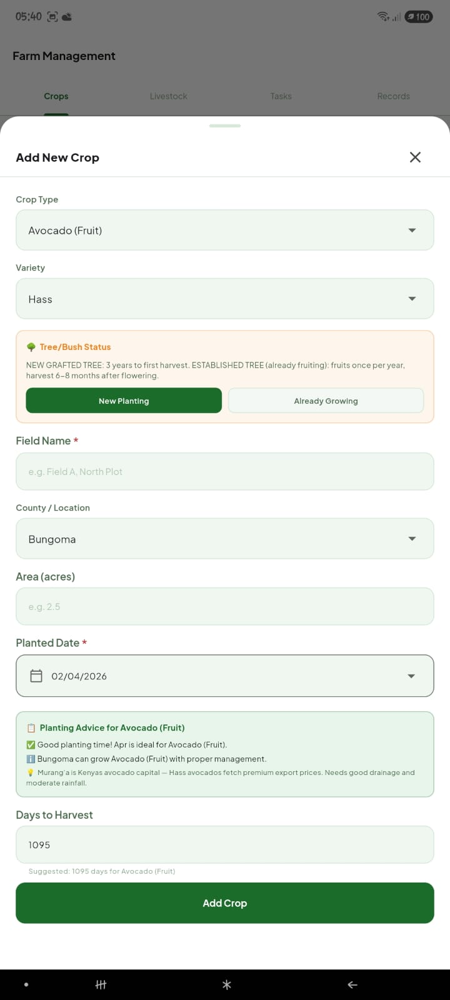 05:40
100
Farm Management
Crops Livestock Tasks Records
Add New Crop
Crop Type
Avocado (Fruit)
Variety
Hass
Tree/Bush Status
NEW GRAFTED TREE: 3 years to first harvest. ESTABLISHED TREE (already fruiting): fruits once per year,
harvest 6–8 months after flowering.
New Planting Already Growing
Field Name *
e.g. Field A, North Plot
County / Location
Bungoma
Area (acres)
e.g. 2.5
Planted Date *
02/04/2026
Planting Advice for Avocado (Fruit)
Good planting time! Apr is ideal for Avocado (Fruit).
Bungoma can grow Avocado (Fruit) with proper management.
Murang'a is Kenyas avocado capital — Hass avocados fetch premium export prices. Needs good drainage and
moderate rainfall.
Days to Harvest
1095
Suggested: 1095 days for Avocado (Fruit)
Add Crop